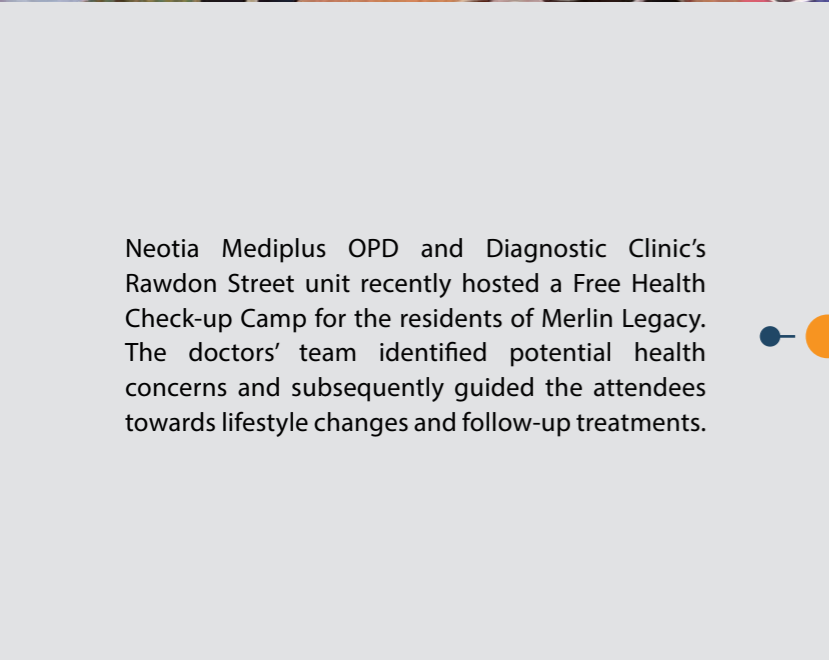 Neotia Mediplus OPD and Diagnostic Clinic’s
Rawdon Street unit recently hosted a Free Health
Check-up Camp for the residents of Merlin Legacy.
The doctors’ team identified potential health
concerns and subsequently guided the attendees
towards lifestyle changes and follow-up treatments.